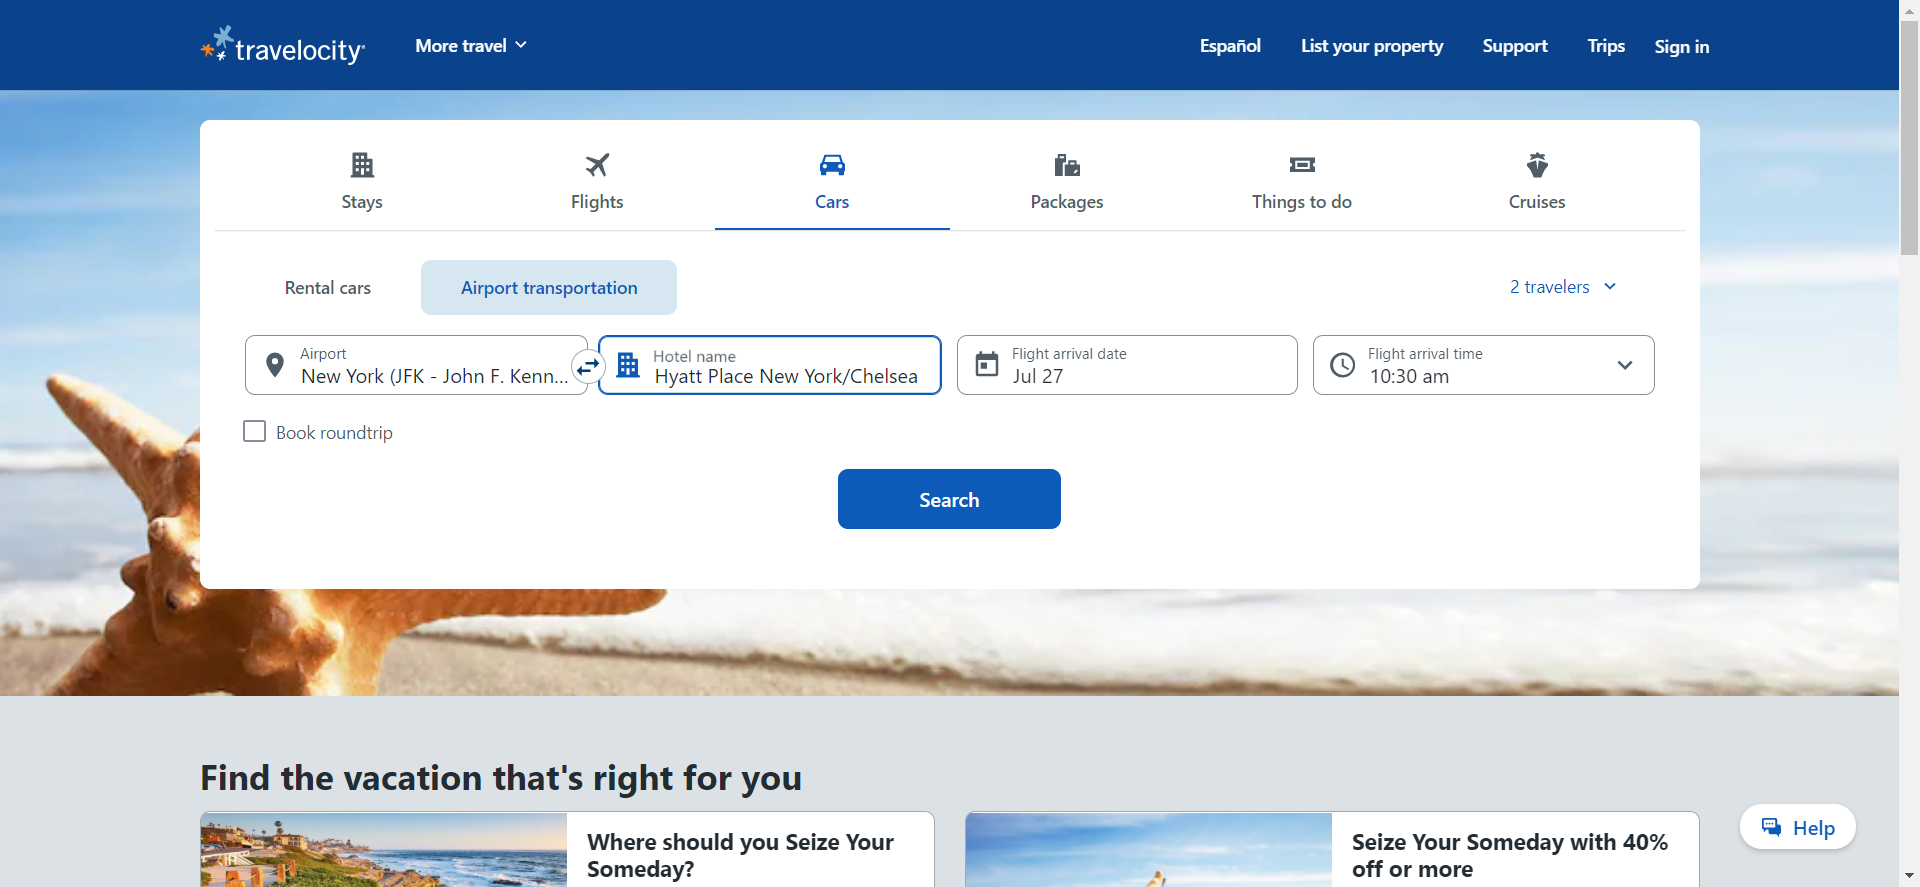 travelocity
More travel
Español
List your property
Support
Trips
Sign in
Stays
Flights
Cars
Packages
Things to do
Cruises
Rental cars
Airport transportation
2 travelers
Airport
New York (JFK - John F. Kenn...
Hotel name
Hyatt Place New York/Chelsea
Flight arrival date
Jul 27
Flight arrival time
10:30 am
Book roundtrip
Search
Find the vacation that's right for you
Where should you Seize Your
Someday?
Seize Your Someday with 40%
off or more
Help